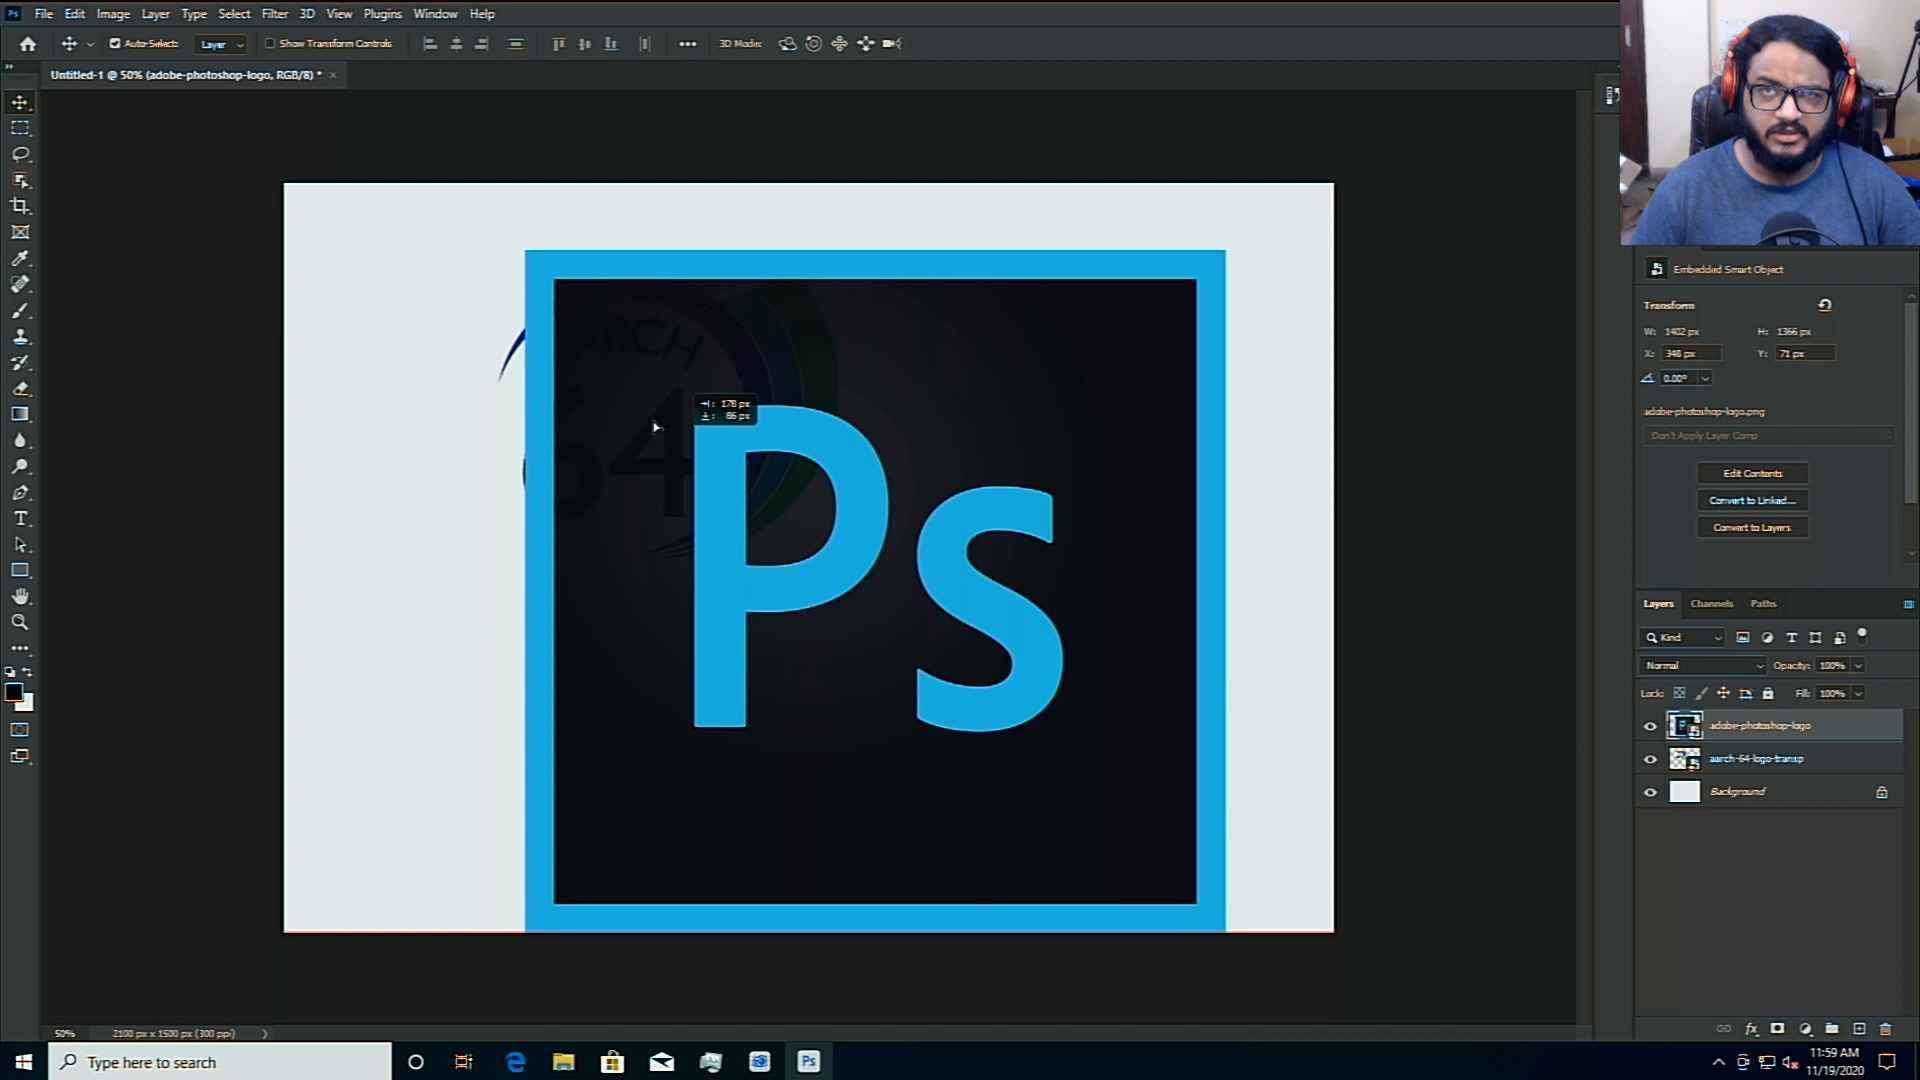 Ps File Edit Image Layer Type Select Filter 3D View Plugins Window Help
Auto-Select: Layer Show Transform Controls 3D Mode:
Untitled-1 @ 50% (adobe-photoshop-logo, RGB/8) *
Embedded Smart Object
Transform
W: 1402 px H: 1366 px
X: 348 px Y: 71 px
0.00°
adobe-photoshop-logo.png
Don't Apply Layer Comp
Edit Contents
Convert to Linked...
Convert to Layers
ARCH
64
178 px
86 px
Ps
Layers Channels Paths
Kind
Normal Opacity: 100%
Lock: Fill: 100%
adobe-photoshop-logo
aarch-64-logo-transp
Background
fx
50% 2100 px x 1500 px (300 ppi)
Type here to search
Ps
11:59 AM
11/19/2020